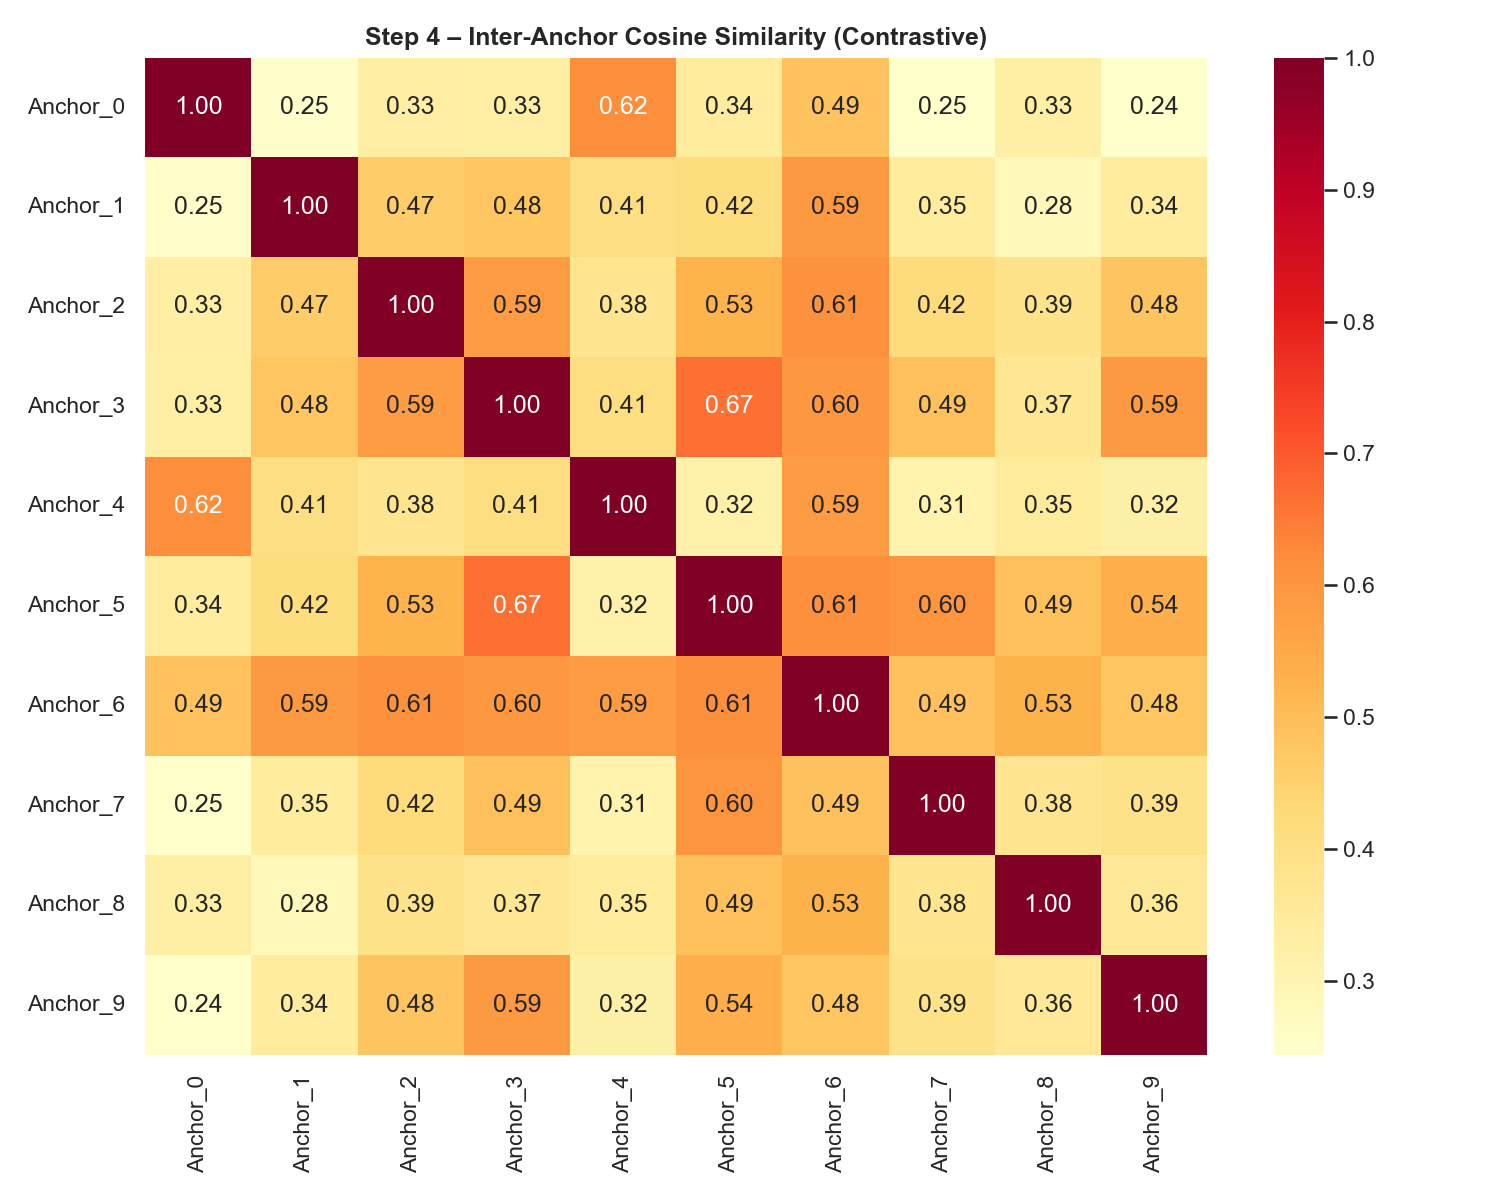 Step 4 – Inter-Anchor Cosine Similarity (Contrastive)
Anchor_0 1.00 0.25 0.33 0.33 0.62 0.34 0.49 0.25 0.33 0.24
Anchor_1 0.25 1.00 0.47 0.48 0.41 0.42 0.59 0.35 0.28 0.34
Anchor_2 0.33 0.47 1.00 0.59 0.38 0.53 0.61 0.42 0.39 0.48
Anchor_3 0.33 0.48 0.59 1.00 0.41 0.67 0.60 0.49 0.37 0.59
Anchor_4 0.62 0.41 0.38 0.41 1.00 0.32 0.59 0.31 0.35 0.32
Anchor_5 0.34 0.42 0.53 0.67 0.32 1.00 0.61 0.60 0.49 0.54
Anchor_6 0.49 0.59 0.61 0.60 0.59 0.61 1.00 0.49 0.53 0.48
Anchor_7 0.25 0.35 0.42 0.49 0.31 0.60 0.49 1.00 0.38 0.39
Anchor_8 0.33 0.28 0.39 0.37 0.35 0.49 0.53 0.38 1.00 0.36
Anchor_9 0.24 0.34 0.48 0.59 0.32 0.54 0.48 0.39 0.36 1.00
Anchor_0 Anchor_1 Anchor_2 Anchor_3 Anchor_4 Anchor_5 Anchor_6 Anchor_7 Anchor_8 Anchor_9
1.0
0.9
0.8
0.7
0.6
0.5
0.4
0.3